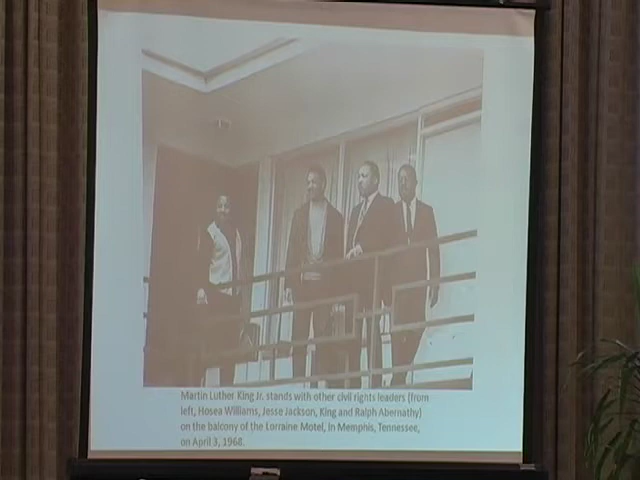 Martin Luther King Jr. stands with other civil rights leaders (from
left, Hosea Williams, Jesse Jackson, King and Ralph Abernathy)
on the balcony of the Lorraine Motel, in Memphis, Tennessee,
on April 3, 1968.